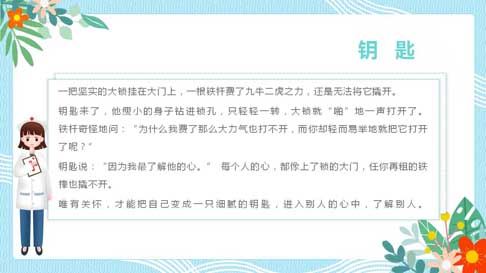 钥 匙
一把坚实的大锁挂在大门上，一根铁杆费了九牛二虎之力，还是无法将它撬开。
钥匙来了，他瘦小的身子钻进锁孔，只轻轻一转，大锁就“啪”地一声打开了。
铁杆奇怪地问：“为什么我费了那么大力气也打不开，而你却轻而易举地就把它打开
了呢？”
钥匙说：“因为我最了解他的心。” 每个人的心，都像上了锁的大门，任你再粗的铁
棒也撬不开。
唯有关怀，才能把自己变成一只细腻的钥匙，进入别人的心中，了解别人。